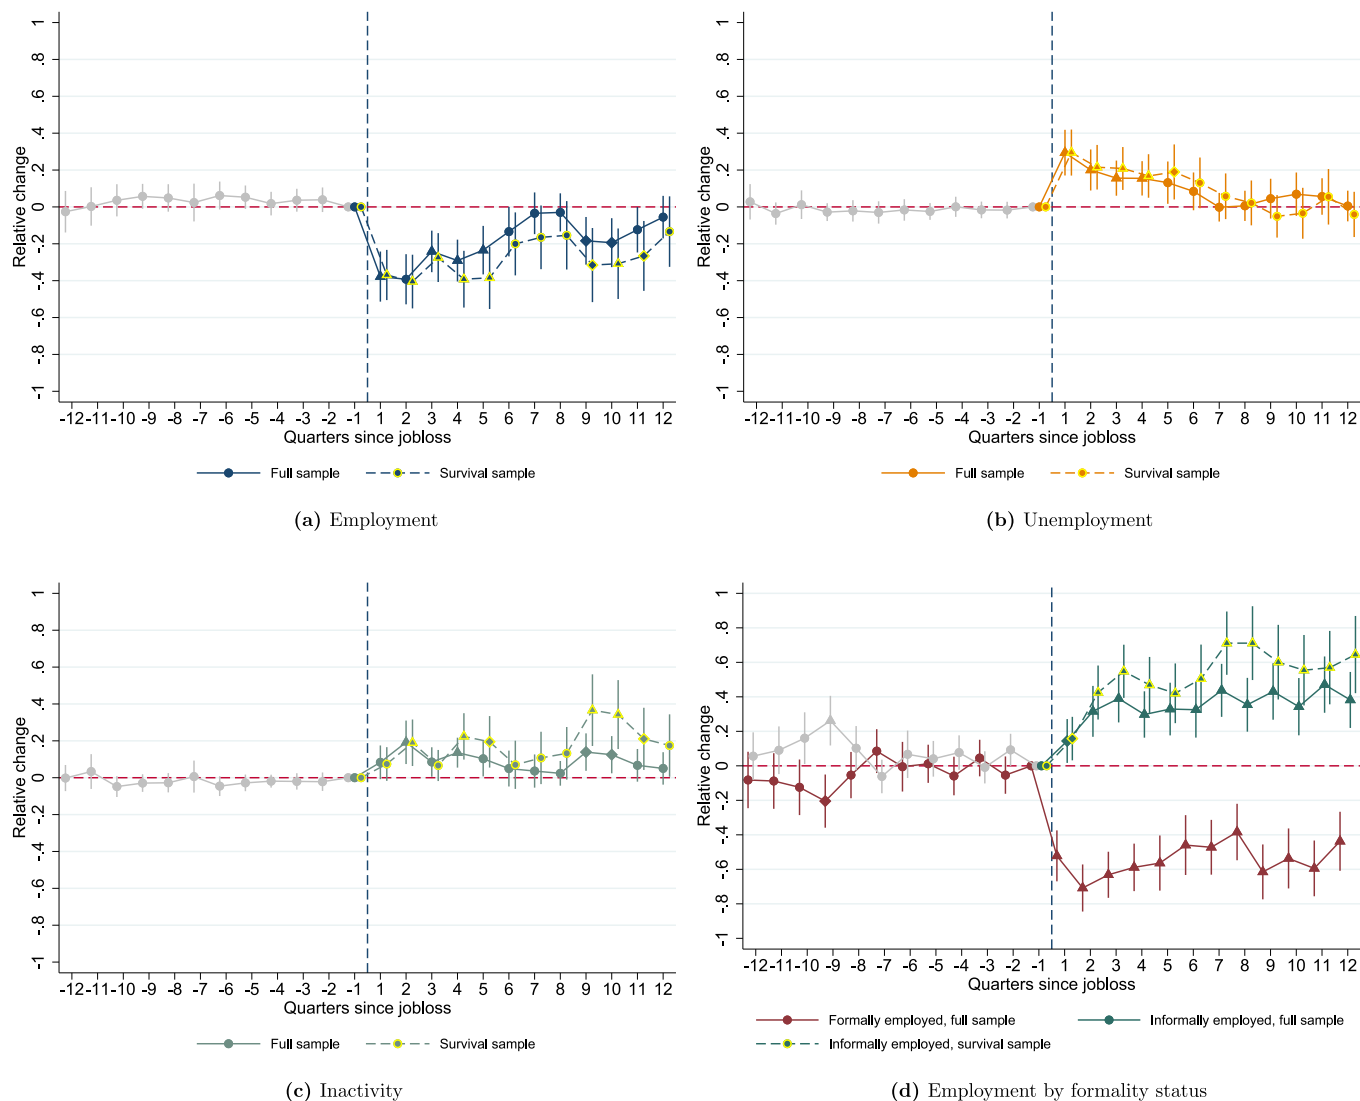 Relative change
1
.8
.6
.4
.2
0
-.2
-.4
-.6
-.8
-1
-12 -11 -10 -9 -8 -7 -6 -5 -4 -3 -2 -1 1 2 3 4 5 6 7 8 9 10 11 12
Quarters since jobloss
Full sample Survival sample
(a) Employment
Relative change
1
.8
.6
.4
.2
0
-.2
-.4
-.6
-.8
-1
-12 -11 -10 -9 -8 -7 -6 -5 -4 -3 -2 -1 1 2 3 4 5 6 7 8 9 10 11 12
Quarters since jobloss
Full sample Survival sample
(b) Unemployment
Relative change
1
.8
.6
.4
.2
0
-.2
-.4
-.6
-.8
-1
-12 -11 -10 -9 -8 -7 -6 -5 -4 -3 -2 -1 1 2 3 4 5 6 7 8 9 10 11 12
Quarters since jobloss
Full sample Survival sample
(c) Inactivity
Relative change
1
.8
.6
.4
.2
0
-.2
-.4
-.6
-.8
-1
-12 -11 -10 -9 -8 -7 -6 -5 -4 -3 -2 -1 1 2 3 4 5 6 7 8 9 10 11 12
Quarters since jobloss
Formally employed, full sample Informally employed, full sample
Informally employed, survival sample
(d) Employment by formality status